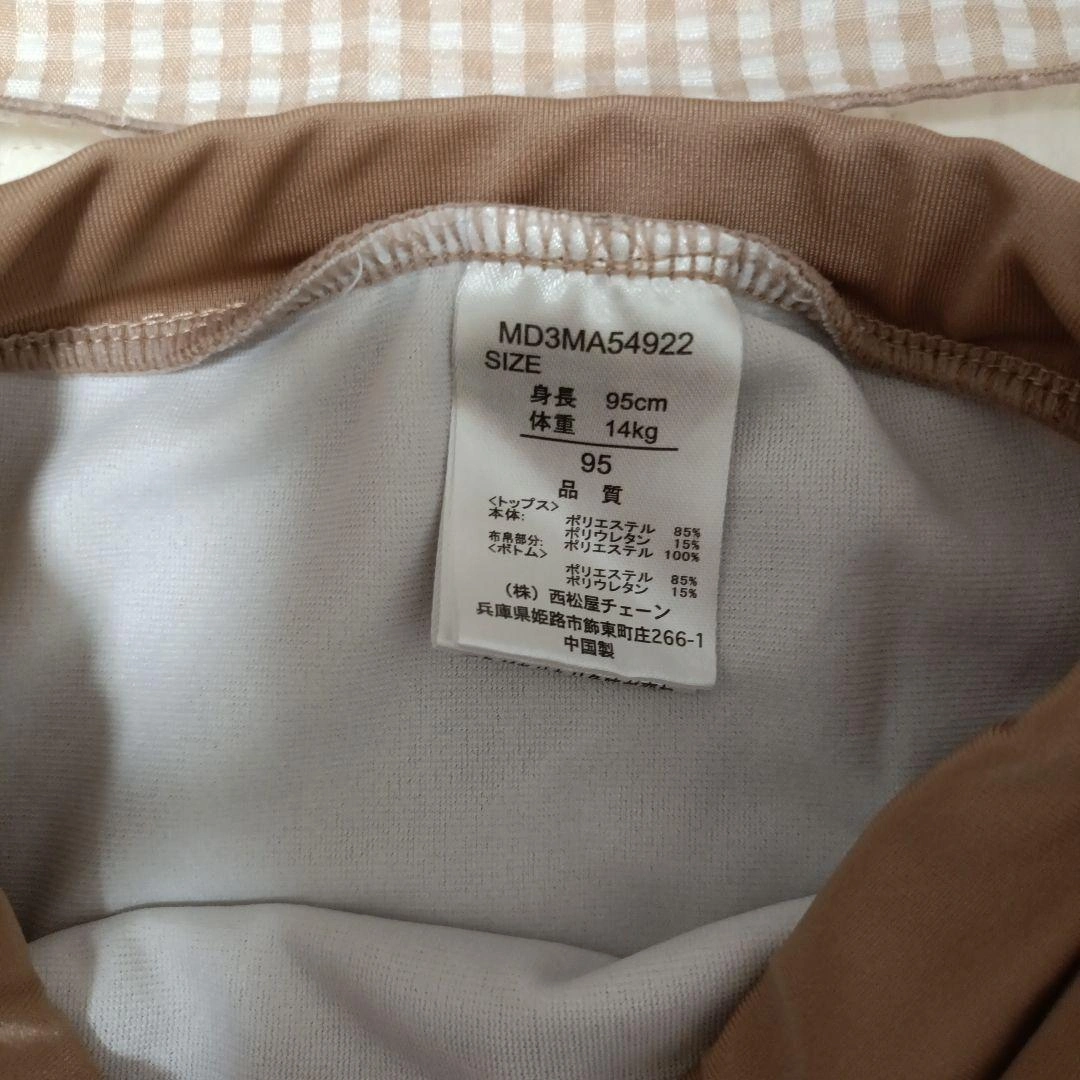 MD3MA54922
SIZE
身長 95cm
体重 14kg
95
品 質
<トップス>
本体: ポリエステル 85%
ポリウレタン 15%
布帛部分: ポリエステル 100%
<ボトム>
ポリエステル 85%
ポリウレタン 15%
(株) 西松屋チェーン
兵庫県姫路市飾東町庄266-1
中国製